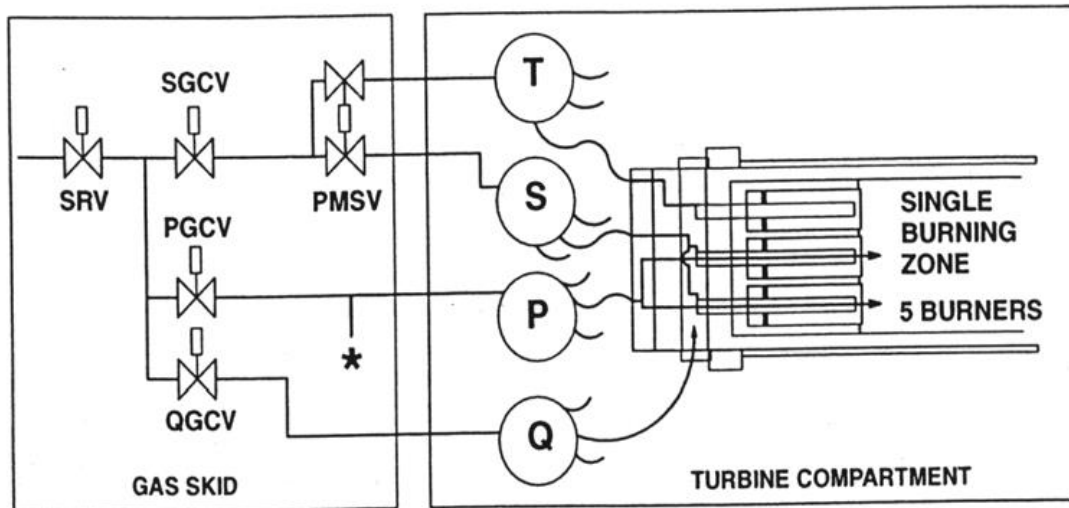 SGCV
T
SRV
PMSV
S
SINGLE
BURNING
ZONE
PGCV
P
5 BURNERS
*
QGCV
Q
GAS SKID
TURBINE COMPARTMENT